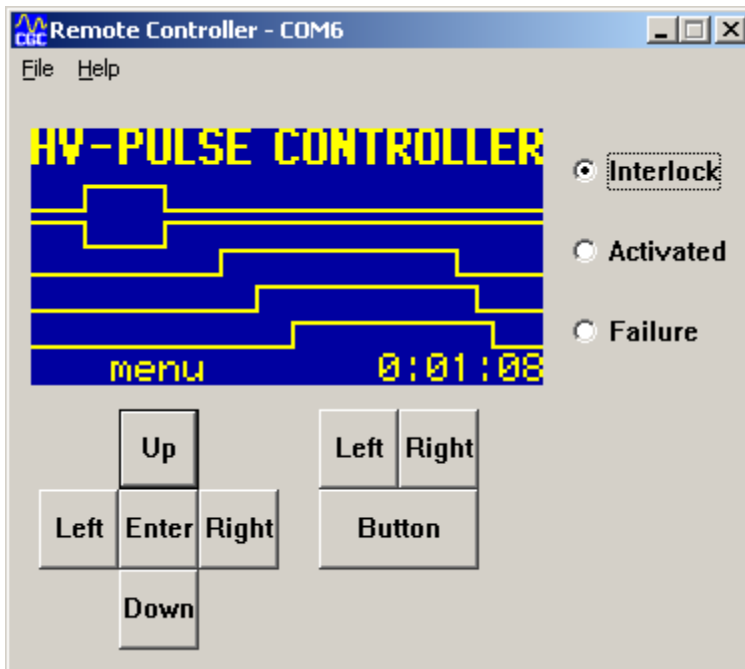 CGC Remote Controller - COM6
File Help
HV-PULSE CONTROLLER
Interlock
Activated
Failure
menu 0:01:08
Up
Left Right
Left Enter Right
Button
Down